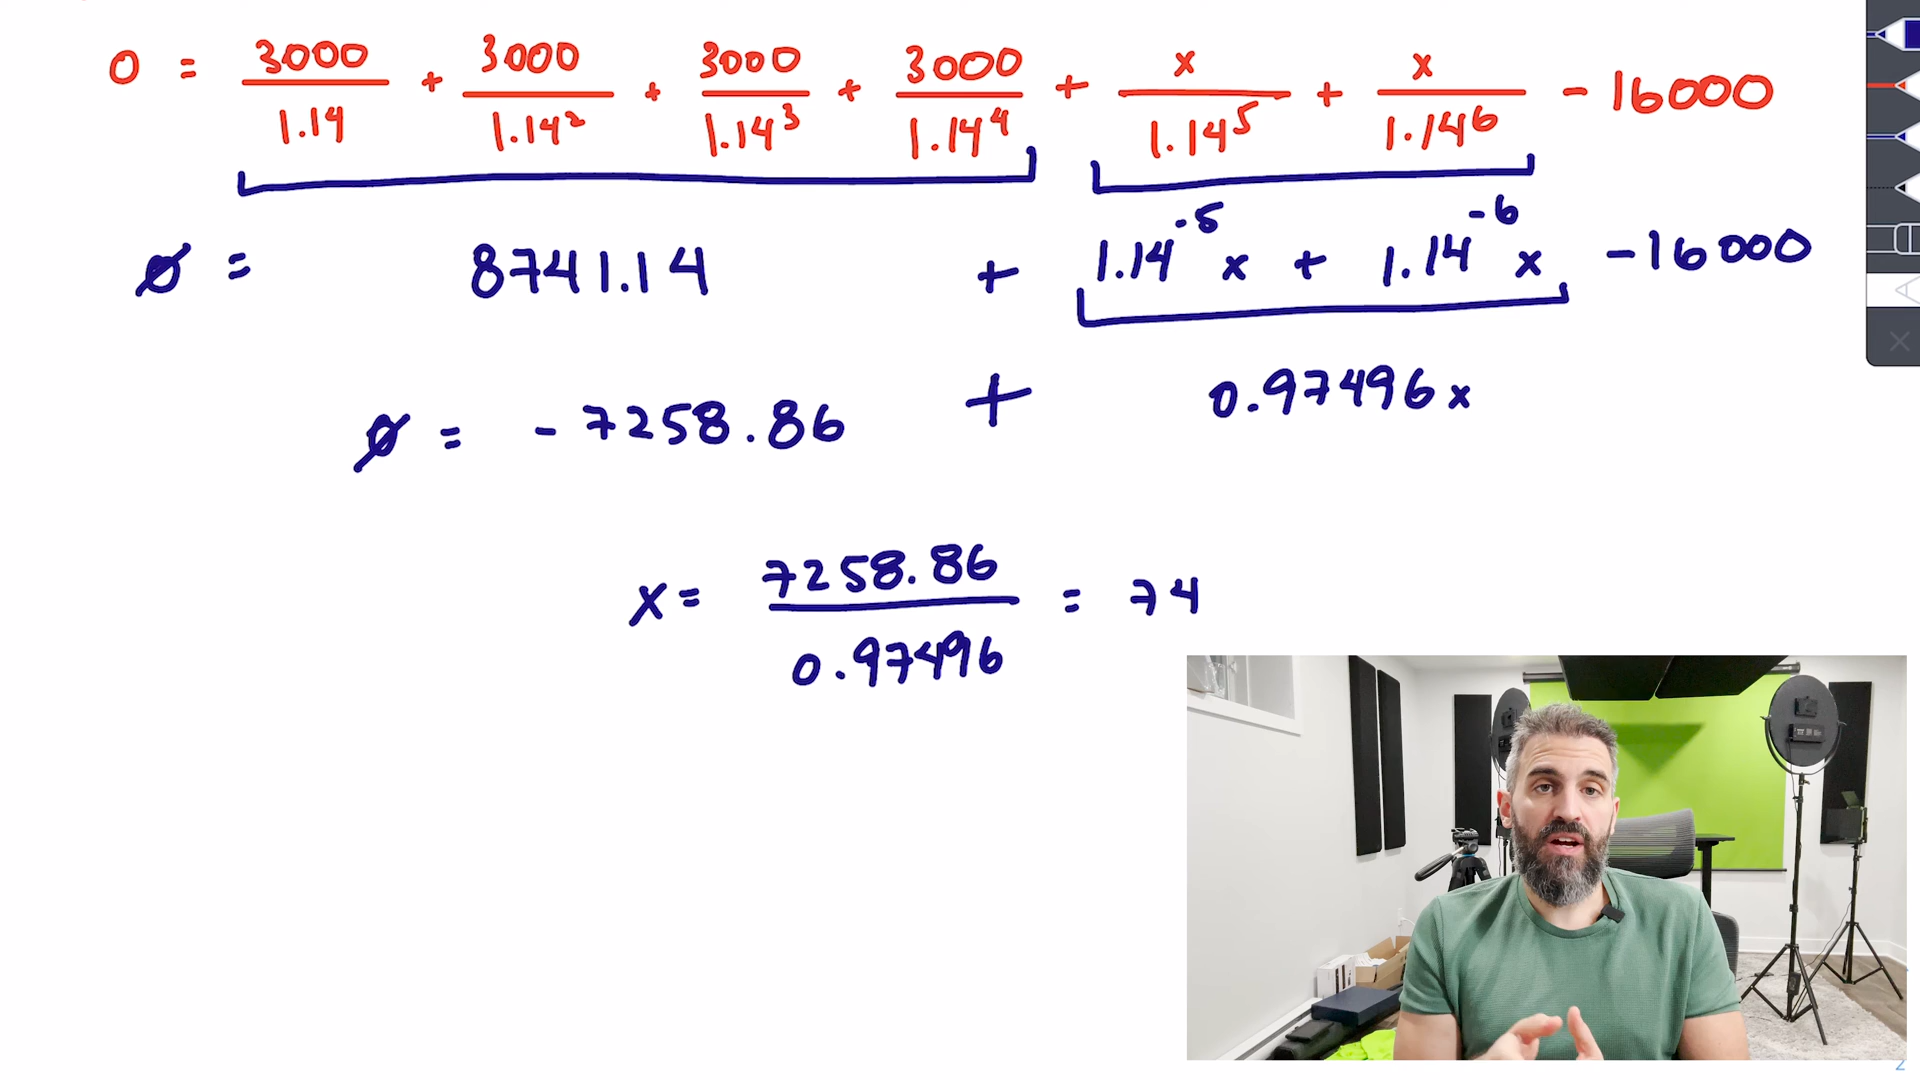 0 = 3000/1.14 + 3000/1.14² + 3000/1.14³ + 3000/1.14⁴ + x/1.14⁵ + x/1.14⁶ - 16000
0 = 8741.14 + 1.14⁻⁵x + 1.14⁻⁶x - 16000
0 = -7258.86 + 0.97496x
x = 7258.86/0.97496 = 74
2